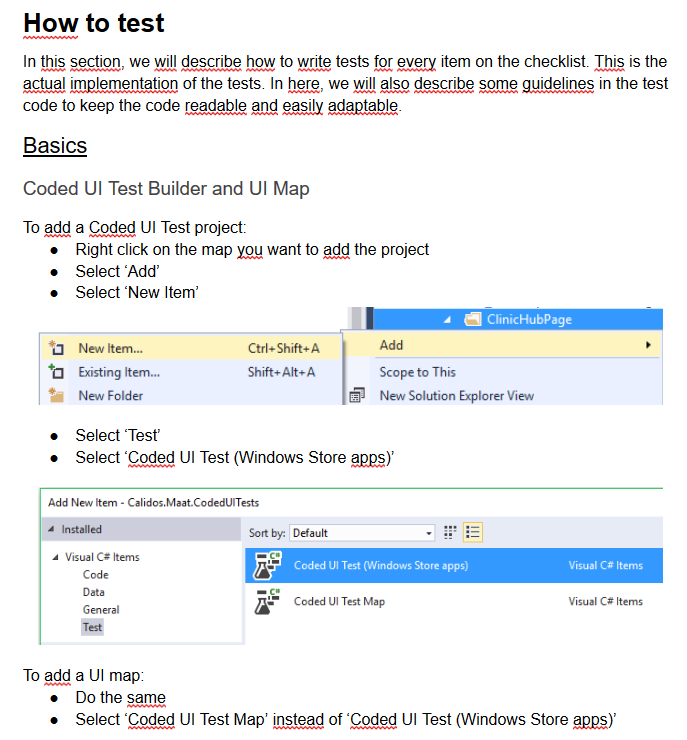 How to test
In this section, we will describe how to write tests for every item on the checklist. This is the
actual implementation of the tests. In here, we will also describe some guidelines in the test
code to keep the code readable and easily adaptable.
Basics
Coded UI Test Builder and UI Map
To add a Coded UI Test project:
● Right click on the map you want to add the project
● Select ‘Add’
● Select ‘New Item’
ClinicHubPage
New Item... Ctrl+Shift+A Add
Existing Item... Shift+Alt+A Scope to This
New Folder New Solution Explorer View
● Select ‘Test’
● Select ‘Coded UI Test (Windows Store apps)’
Add New Item - Calidos.Maat.CodedUITests
Installed Sort by: Default
Visual C# Items Coded UI Test (Windows Store apps) Visual C# Items
Code
Data
General Coded UI Test Map Visual C# Items
Test
To add a UI map:
● Do the same
● Select ‘Coded UI Test Map’ instead of ‘Coded UI Test (Windows Store apps)’